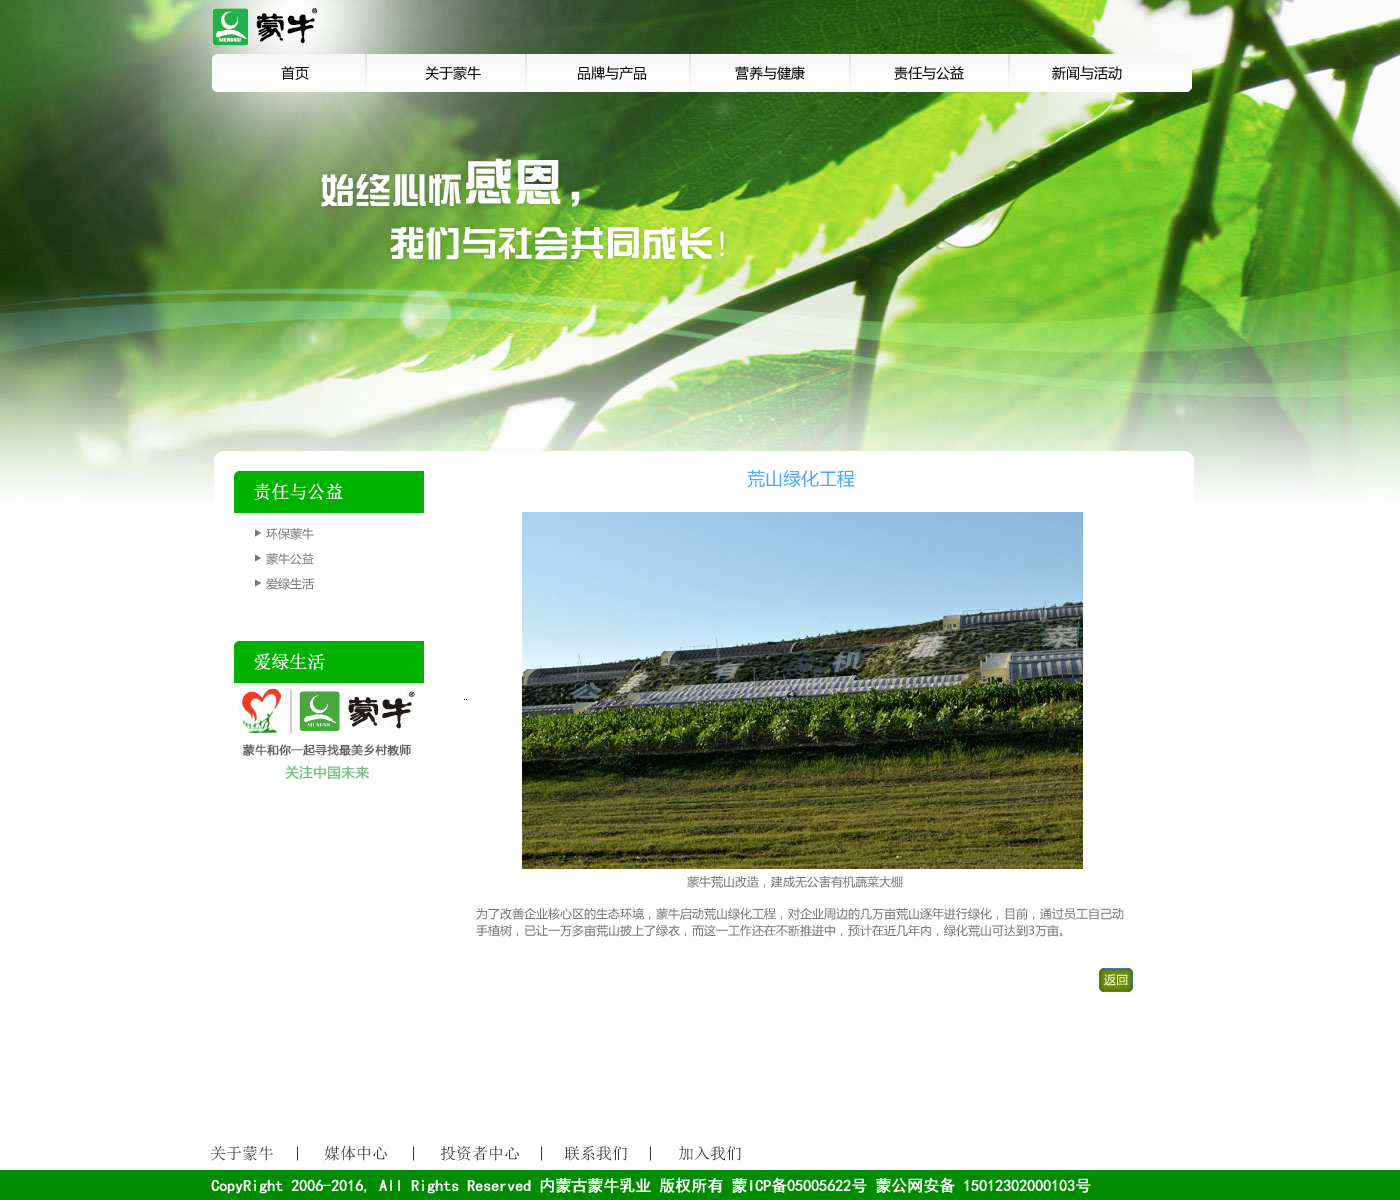 蒙牛
MENGNIU
首页
关于蒙牛
品牌与产品
营养与健康
责任与公益
新闻与活动
始终心怀感恩，
我们与社会共同成长！
责任与公益
环保蒙牛
蒙牛公益
爱绿生活
爱绿生活
MENGNIU
蒙牛
蒙牛和你一起寻找最美乡村教师
关注中国未来
荒山绿化工程
有机蔬菜
蒙牛荒山改造，建成无公害有机蔬菜大棚
为了改善企业核心区的生态环境，蒙牛启动荒山绿化工程，对企业周边的几万亩荒山逐年进行绿化，目前，通过员工自己动
手植树，已让一万多亩荒山披上了绿衣，而这一工作还在不断推进中，预计在近几年内，绿化荒山可达到3万亩。
返回
关于蒙牛 | 媒体中心 | 投资者中心 | 联系我们 | 加入我们
CopyRight 2006-2016, All Rights Reserved 内蒙古蒙牛乳业 版权所有 蒙ICP备05005622号 蒙公网安备 15012302000103号